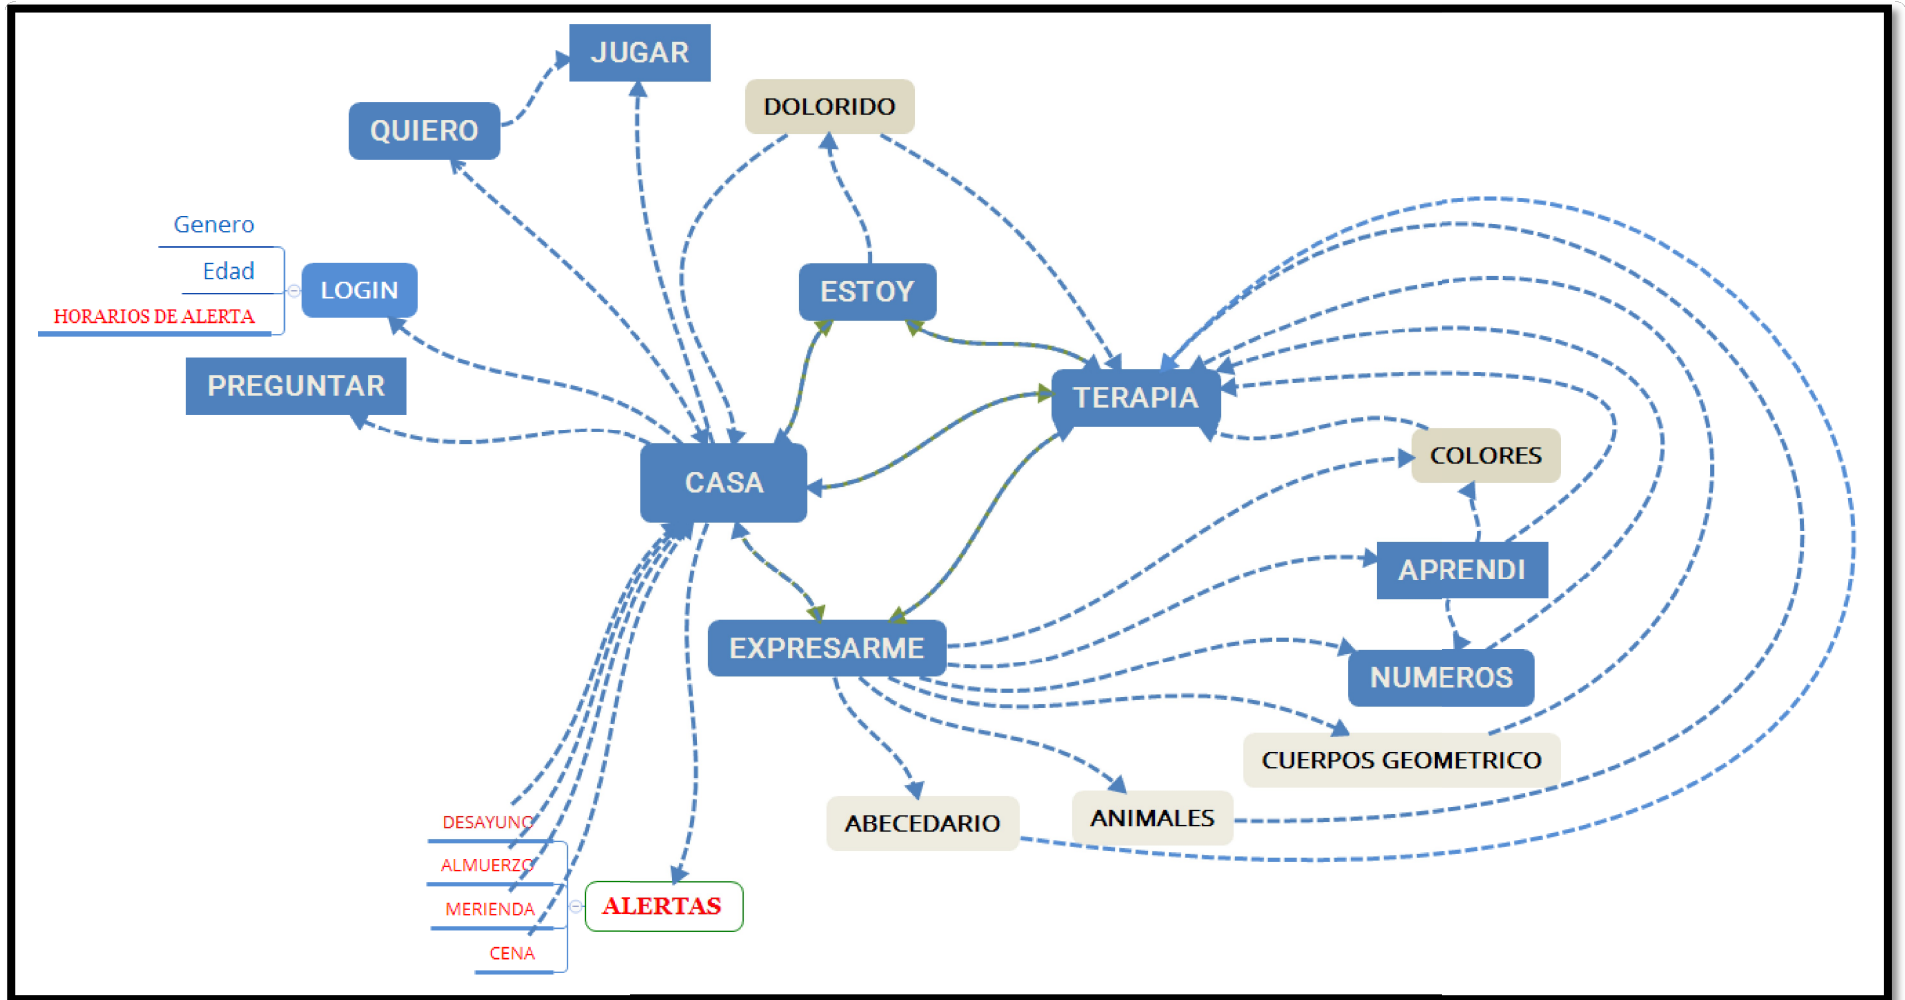 JUGAR
DOLORIDO
QUIERO
Genero
Edad
HORARIOS DE ALERTA
LOGIN
ESTOY
PREGUNTAR
TERAPIA
CASA
COLORES
APRENDI
EXPRESARME
NUMEROS
CUERPOS GEOMETRICO
ABECEDARIO
ANIMALES
DESAYUNO
ALMUERZO
MERIENDA
CENA
ALERTAS